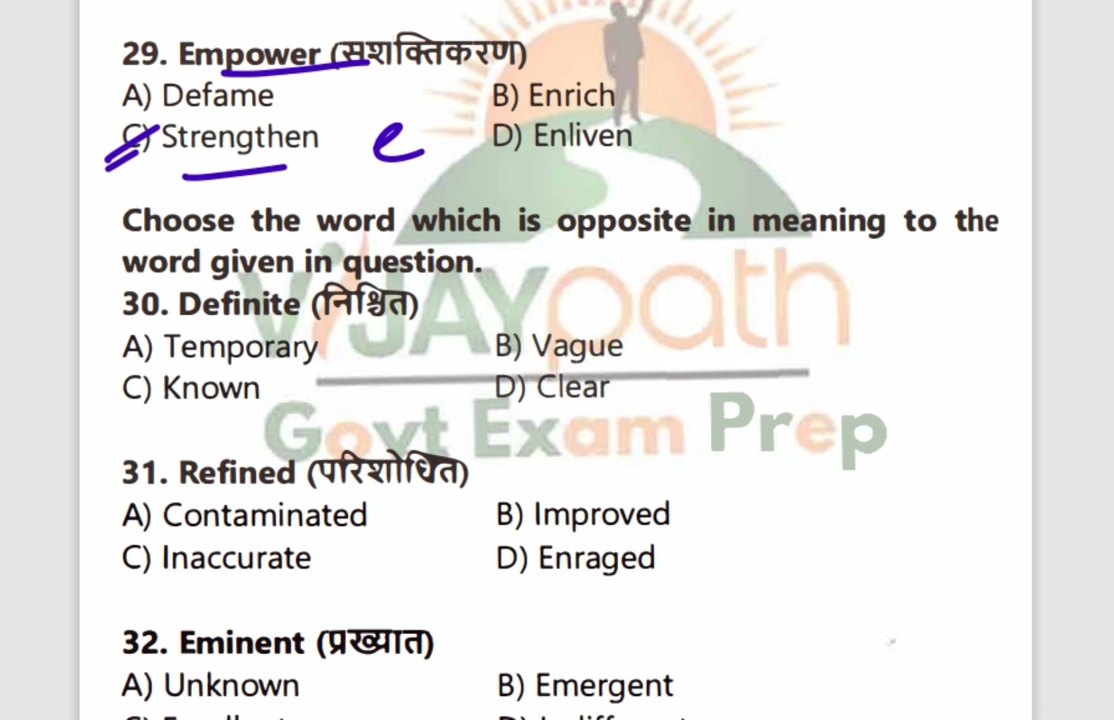 29. Empower (सशक्तिकरण)
A) Defame B) Enrich
C) Strengthen e D) Enliven
Choose the word which is opposite in meaning to the
word given in question.
30. Definite (निश्चित)
A) Temporary B) Vague
C) Known D) Clear
31. Refined (परिशोधित)
A) Contaminated B) Improved
C) Inaccurate D) Enraged
32. Eminent (प्रख्यात)
A) Unknown B) Emergent
VIJAYpath
Govt Exam Prep